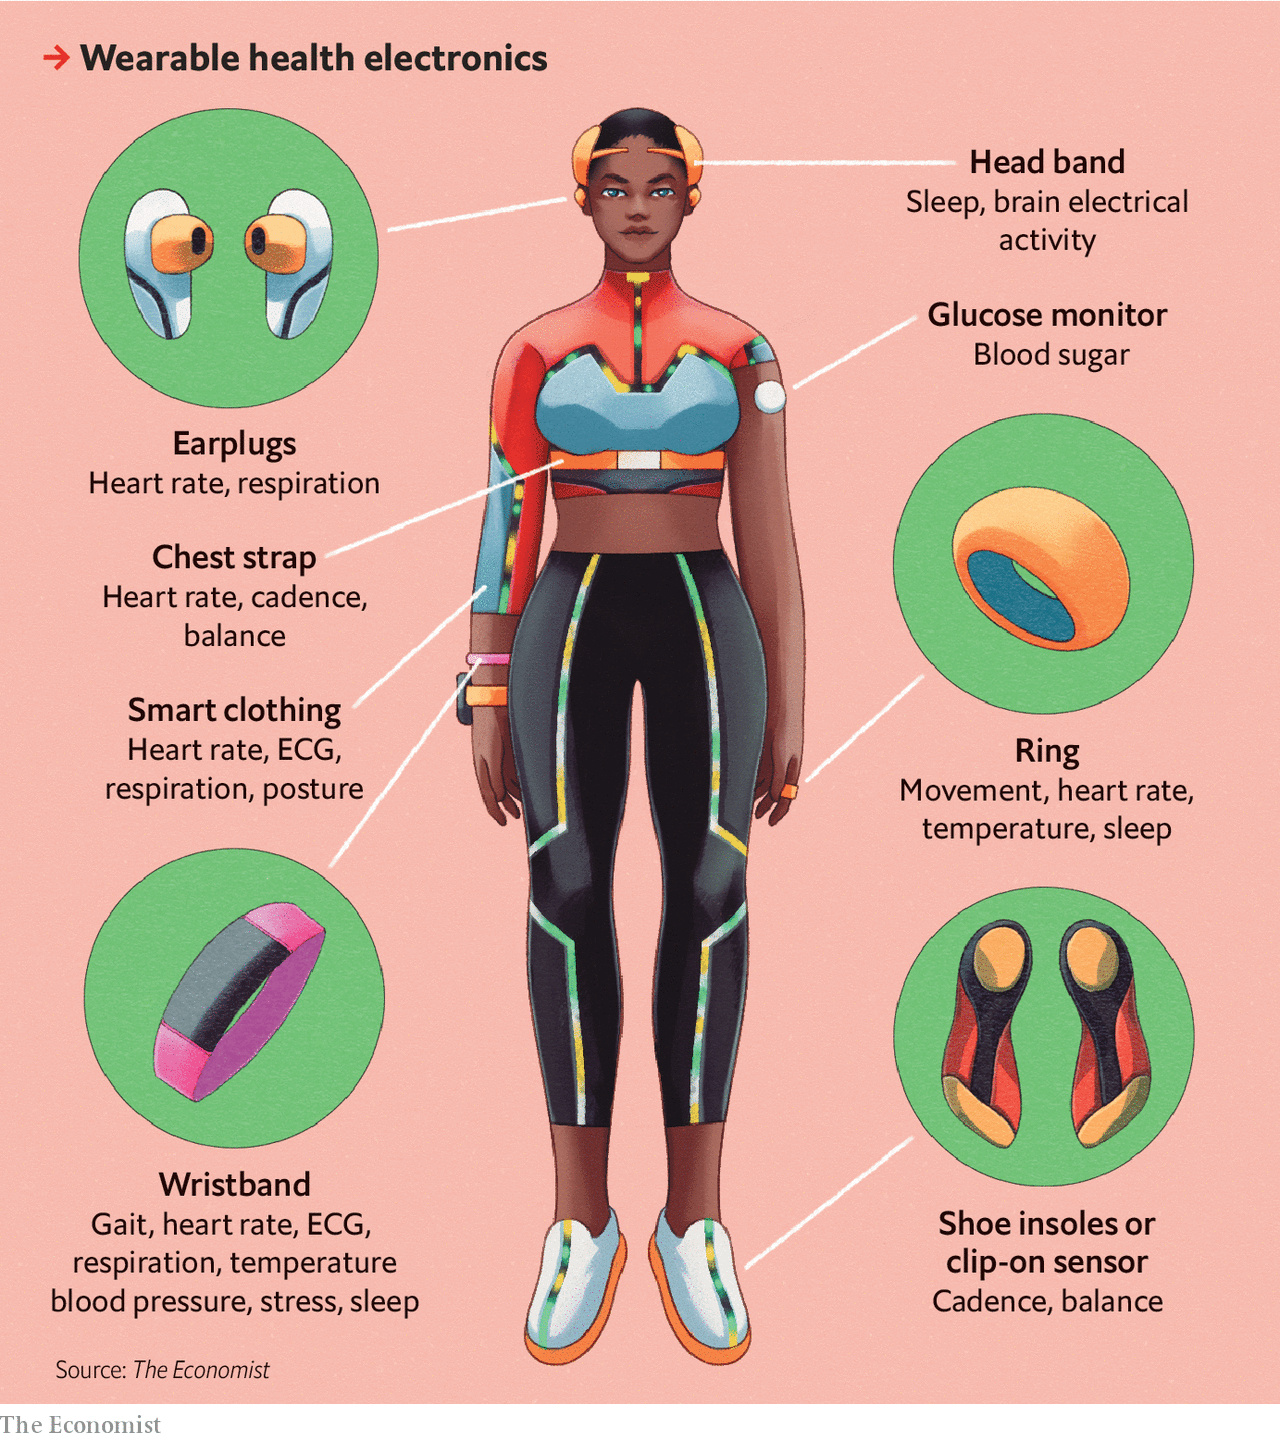 → Wearable health electronics
Earplugs
Heart rate, respiration
Chest strap
Heart rate, cadence,
balance
Smart clothing
Heart rate, ECG,
respiration, posture
Wristband
Gait, heart rate, ECG,
respiration, temperature
blood pressure, stress, sleep
Head band
Sleep, brain electrical
activity
Glucose monitor
Blood sugar
Ring
Movement, heart rate,
temperature, sleep
Shoe insoles or
clip-on sensor
Cadence, balance
Source: The Economist
The Economist